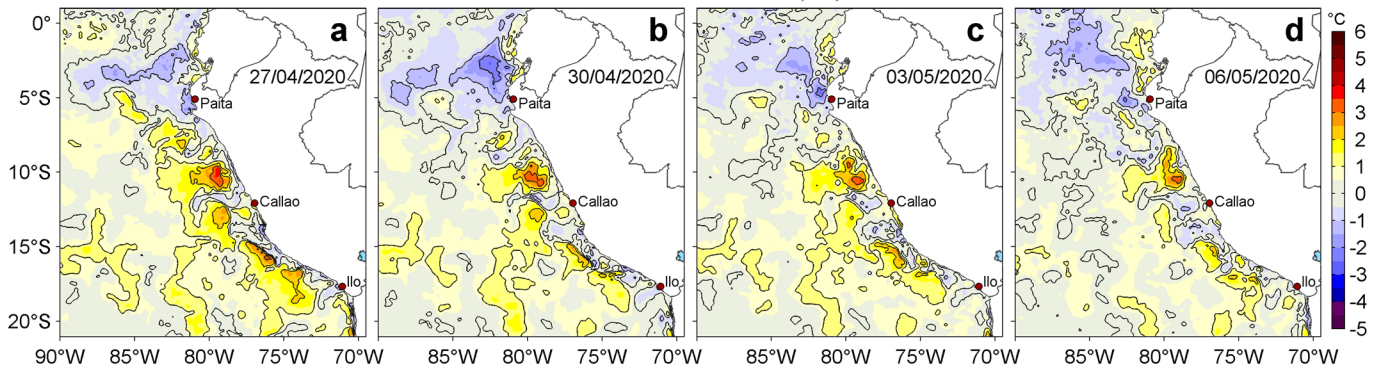 a
b
c
d
°C
27/04/2020
30/04/2020
03/05/2020
06/05/2020
0°
5°S
10°S
15°S
20°S
Paita
Callao
Ilo
Paita
Callao
Ilo
Paita
Callao
Ilo
Paita
Callao
Ilo
90°W 85°W 80°W 75°W 70°W
85°W 80°W 75°W 70°W
85°W 80°W 75°W 70°W
85°W 80°W 75°W 70°W
6
5
4
3
2
1
0
-1
-2
-3
-4
-5